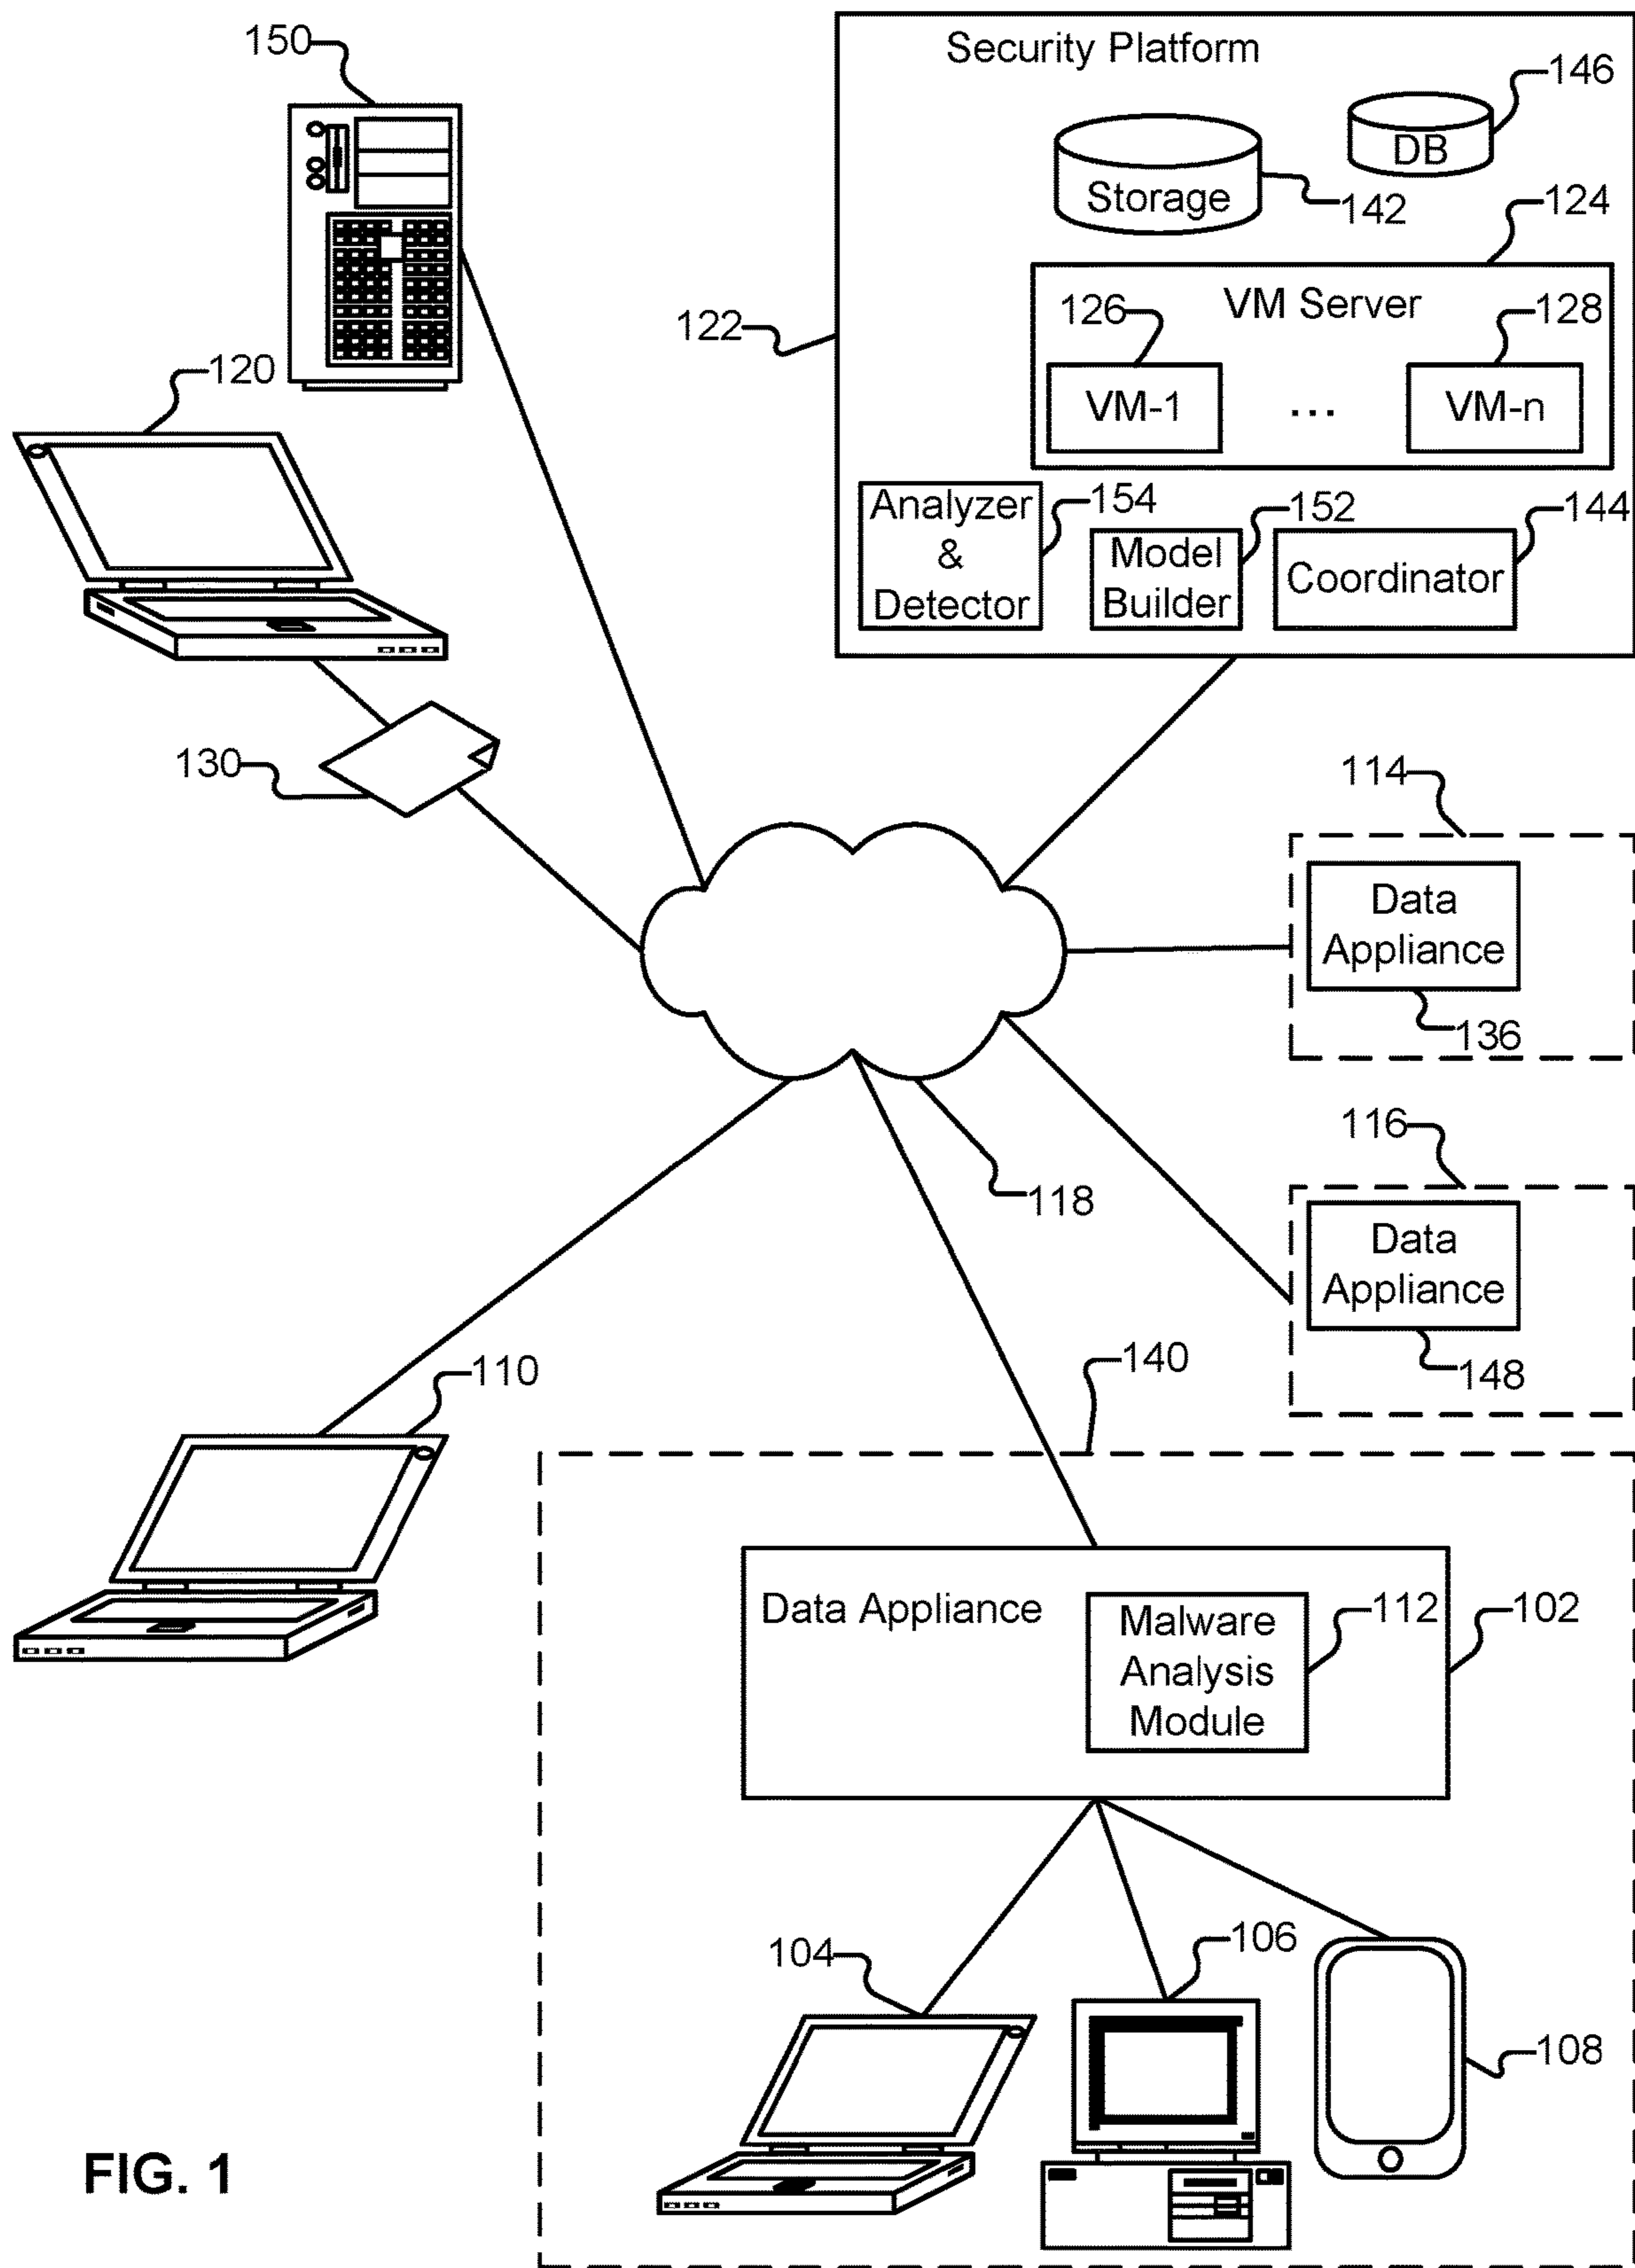 150
Security Platform
146
DB
Storage
142
124
VM Server
122
126
128
120
VM-1
...
VM-n
Analyzer
&
Detector
154
Model
Builder
152
Coordinator
144
130
114
Data
Appliance
136
116
118
Data
Appliance
148
140
110
Data Appliance
Malware
Analysis
Module
112
102
104
106
108
FIG. 1